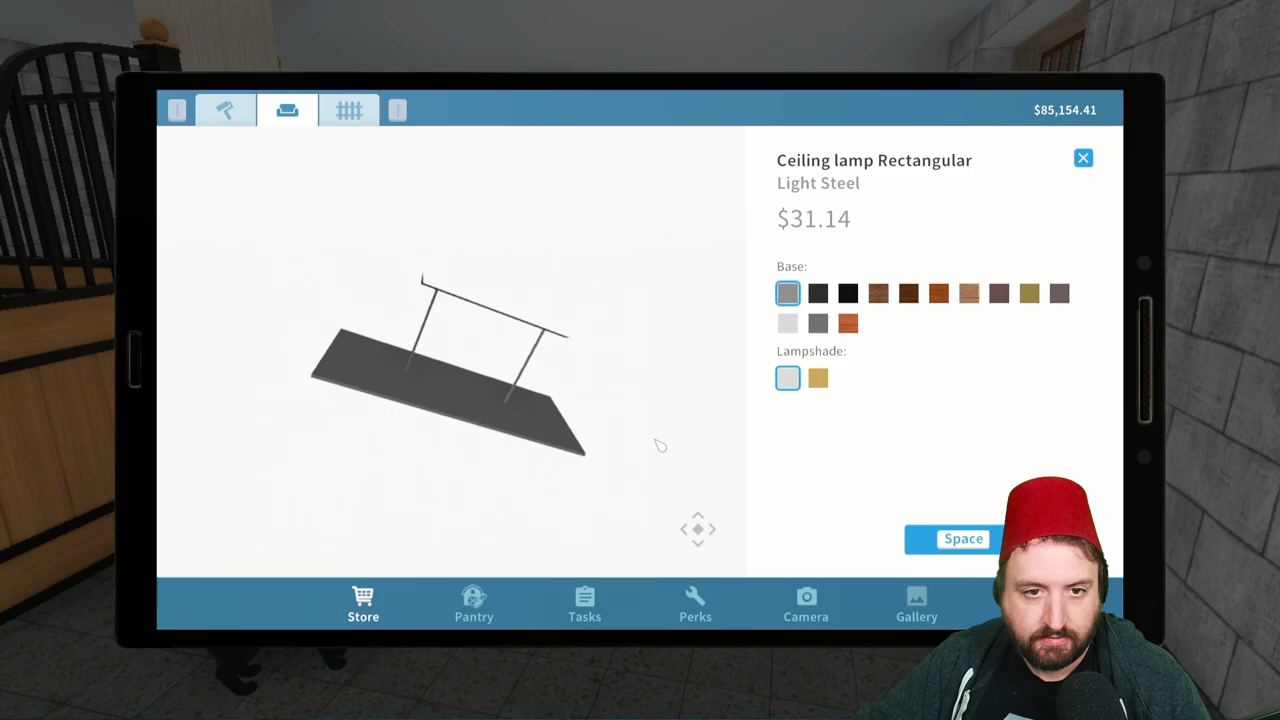 $85,154.41
Ceiling lamp Rectangular
Light Steel
$31.14
Base:
Lampshade:
Space
Store
Pantry
Tasks
Perks
Camera
Gallery